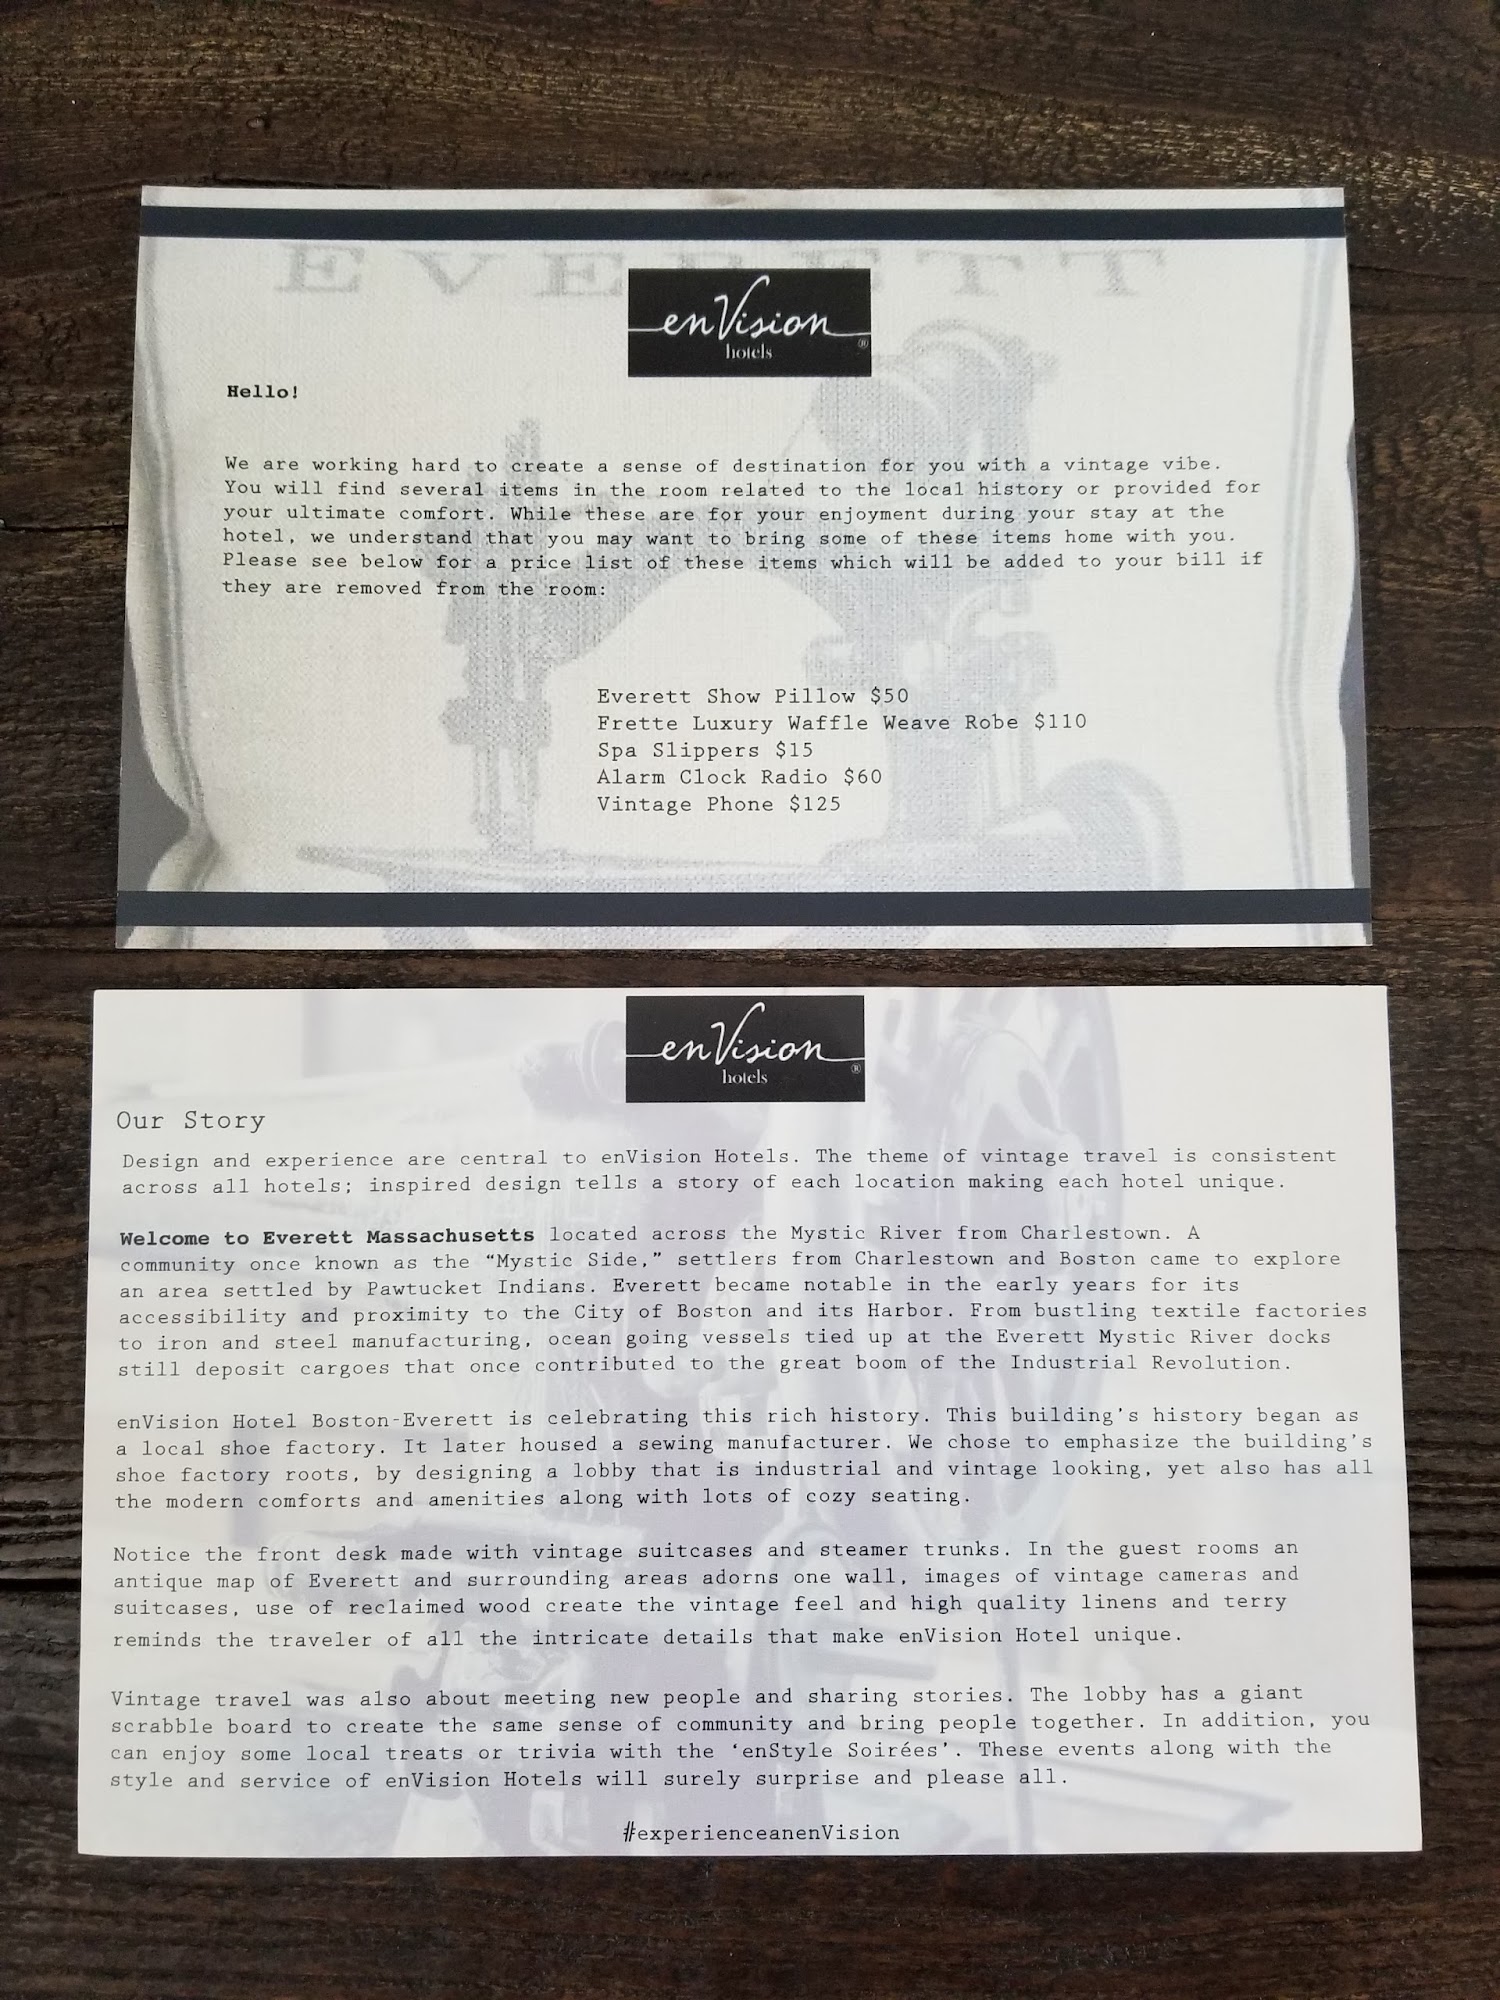 EVERETT
enVision
hotels
®
Hello!
We are working hard to create a sense of destination for you with a vintage vibe.
You will find several items in the room related to the local history or provided for
your ultimate comfort. While these are for your enjoyment during your stay at the
hotel, we understand that you may want to bring some of these items home with you.
Please see below for a price list of these items which will be added to your bill if
they are removed from the room:
Everett Show Pillow $50
Frette Luxury Waffle Weave Robe $110
Spa Slippers $15
Alarm Clock Radio $60
Vintage Phone $125
enVision
hotels
®
Our Story
Design and experience are central to enVision Hotels. The theme of vintage travel is consistent
across all hotels; inspired design tells a story of each location making each hotel unique.
Welcome to Everett Massachusetts located across the Mystic River from Charlestown. A
community once known as the “Mystic Side,” settlers from Charlestown and Boston came to explore
an area settled by Pawtucket Indians. Everett became notable in the early years for its
accessibility and proximity to the City of Boston and its Harbor. From bustling textile factories
to iron and steel manufacturing, ocean going vessels tied up at the Everett Mystic River docks
still deposit cargoes that once contributed to the great boom of the Industrial Revolution.
enVision Hotel Boston-Everett is celebrating this rich history. This building’s history began as
a local shoe factory. It later housed a sewing manufacturer. We chose to emphasize the building’s
shoe factory roots, by designing a lobby that is industrial and vintage looking, yet also has all
the modern comforts and amenities along with lots of cozy seating.
Notice the front desk made with vintage suitcases and steamer trunks. In the guest rooms an
antique map of Everett and surrounding areas adorns one wall, images of vintage cameras and
suitcases, use of reclaimed wood create the vintage feel and high quality linens and terry
reminds the traveler of all the intricate details that make enVision Hotel unique.
Vintage travel was also about meeting new people and sharing stories. The lobby has a giant
scrabble board to create the same sense of community and bring people together. In addition, you
can enjoy some local treats or trivia with the ‘enStyle Soirées’. These events along with the
style and service of enVision Hotels will surely surprise and please all.
#experienceanenVision